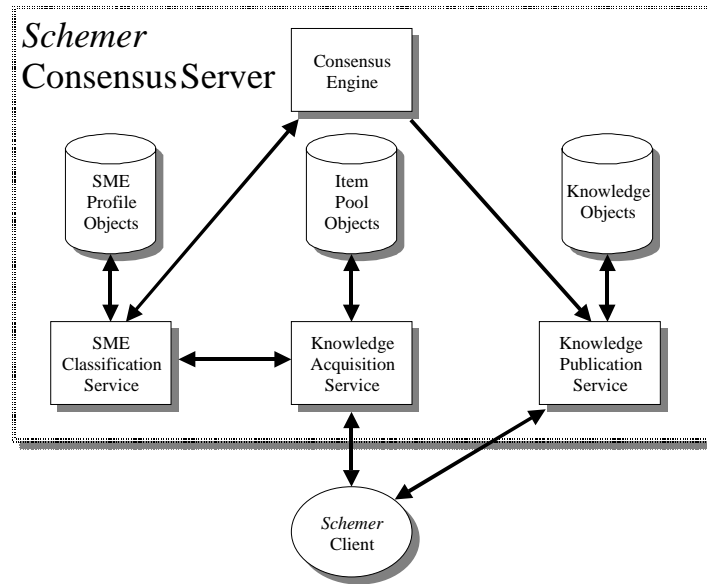 Schemer
Consensus Server
Consensus
Engine
SME
Profile
Objects
Item
Pool
Objects
Knowledge
Objects
SME
Classification
Service
Knowledge
Acquisition
Service
Knowledge
Publication
Service
Schemer
Client